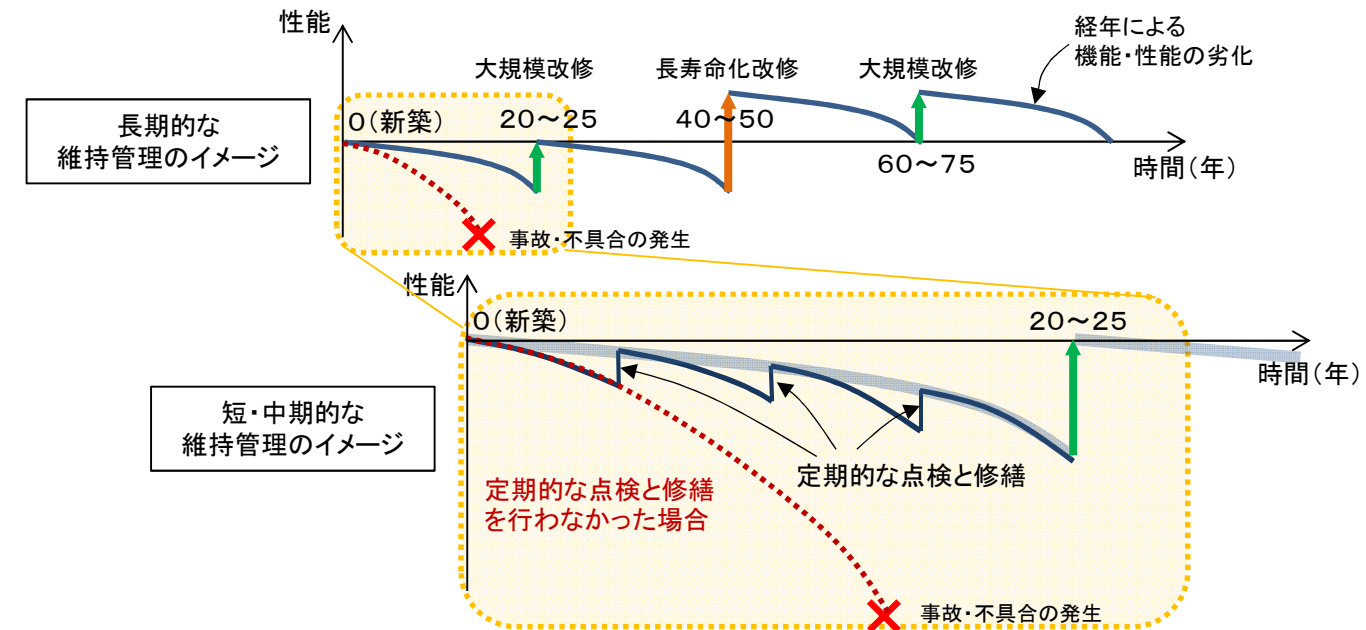 性能
経年による
機能・性能の劣化
大規模改修
長寿命化改修
大規模改修
長期的な
維持管理のイメージ
０（新築）
２０～２５
４０～５０
６０～７５
時間（年）
事故・不具合の発生
性能
０（新築）
２０～２５
時間（年）
短・中期的な
維持管理のイメージ
定期的な点検と修繕
定期的な点検と修繕
を行わなかった場合
事故・不具合の発生